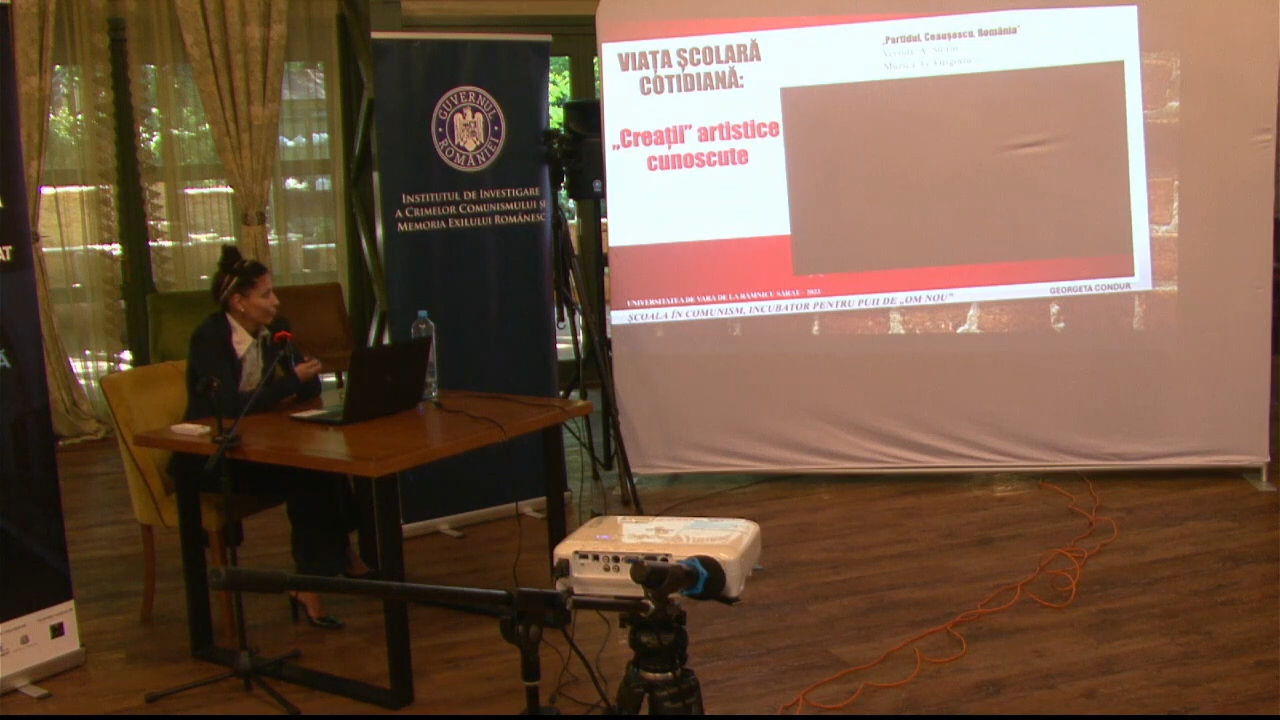 AT
Ă
GUVERNUL ROMÂNIEI
INSTITUTUL DE INVESTIGARE
A CRIMELOR COMUNISMULUI ȘI
MEMORIA EXILULUI ROMÂNESC
VIAȚA ȘCOLARĂ
COTIDIANĂ:
„Creații” artistice
cunoscute
„Partidul, Ceaușescu, România”
UNIVERSITATEA DE VARĂ DE LA RÂMNICU SĂRAT - 2023
GEORGETA CONDUR
ȘCOALA ÎN COMUNISM, INCUBATOR PENTRU PUII DE „OM NOU”